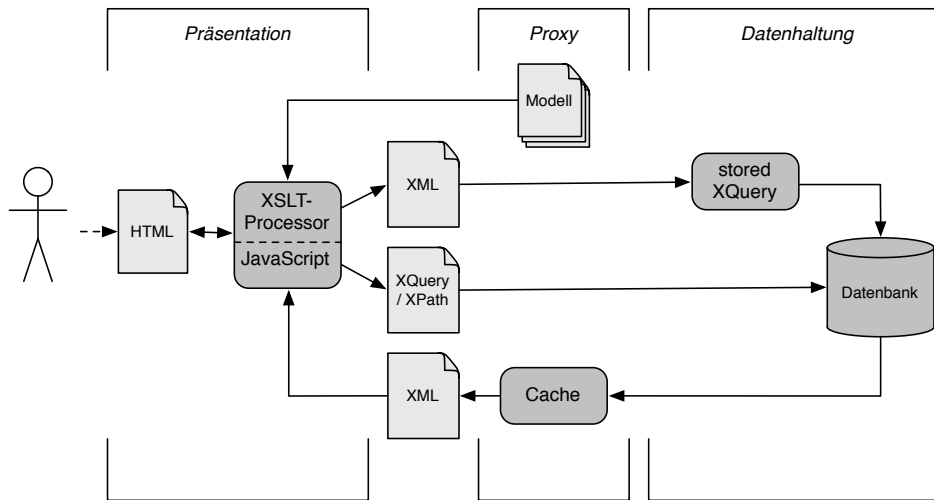 Präsentation
Proxy
Datenhaltung
Modell
XML
stored
XQuery
XSLT-
Processor
JavaScript
HTML
XQuery
/ XPath
Datenbank
XML
Cache